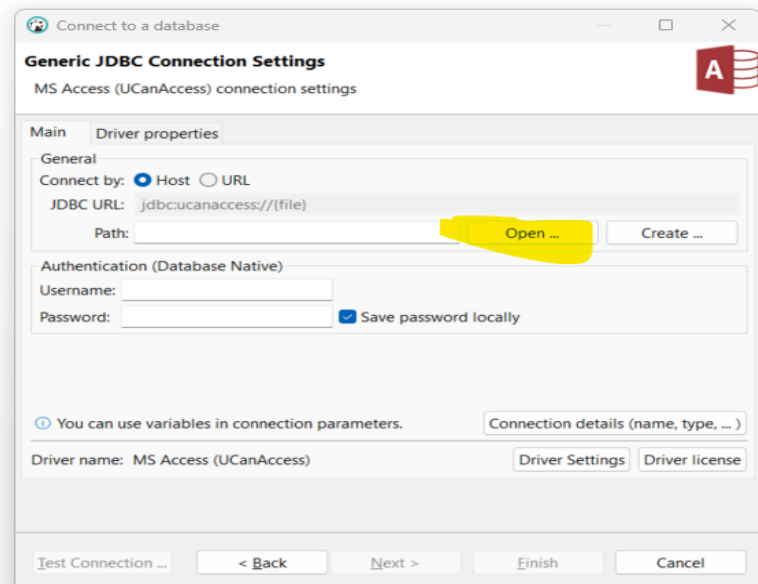 Connect to a database
Generic JDBC Connection Settings
A
MS Access (UCanAccess) connection settings
Main Driver properties
General
Connect by: Host URL
JDBC URL: jdbc:ucanaccess://{file}
Path: Open ... Create ...
Authentication (Database Native)
Username:
Password: Save password locally
You can use variables in connection parameters. Connection details (name, type, ... )
Driver name: MS Access (UCanAccess) Driver Settings Driver license
Test Connection ... < Back Next > Finish Cancel